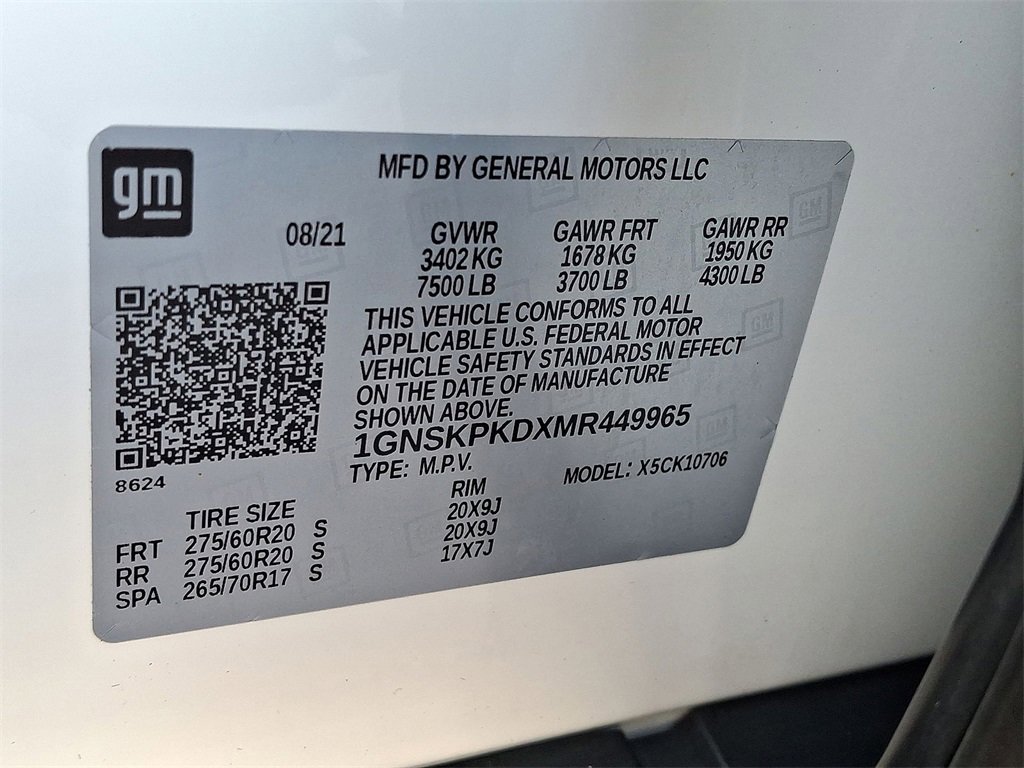 gm
MFD BY GENERAL MOTORS LLC
08/21 GVWR GAWR FRT GAWR RR
3402 KG 1678 KG 1950 KG
7500 LB 3700 LB 4300 LB
THIS VEHICLE CONFORMS TO ALL
APPLICABLE U.S. FEDERAL MOTOR
VEHICLE SAFETY STANDARDS IN EFFECT
ON THE DATE OF MANUFACTURE
SHOWN ABOVE.
1GNSKPKDXMR449965
TYPE: M.P.V. MODEL: X5CK10706
8624
TIRE SIZE RIM
FRT 275/60R20 S 20X9J
RR 275/60R20 S 20X9J
SPA 265/70R17 S 17X7J